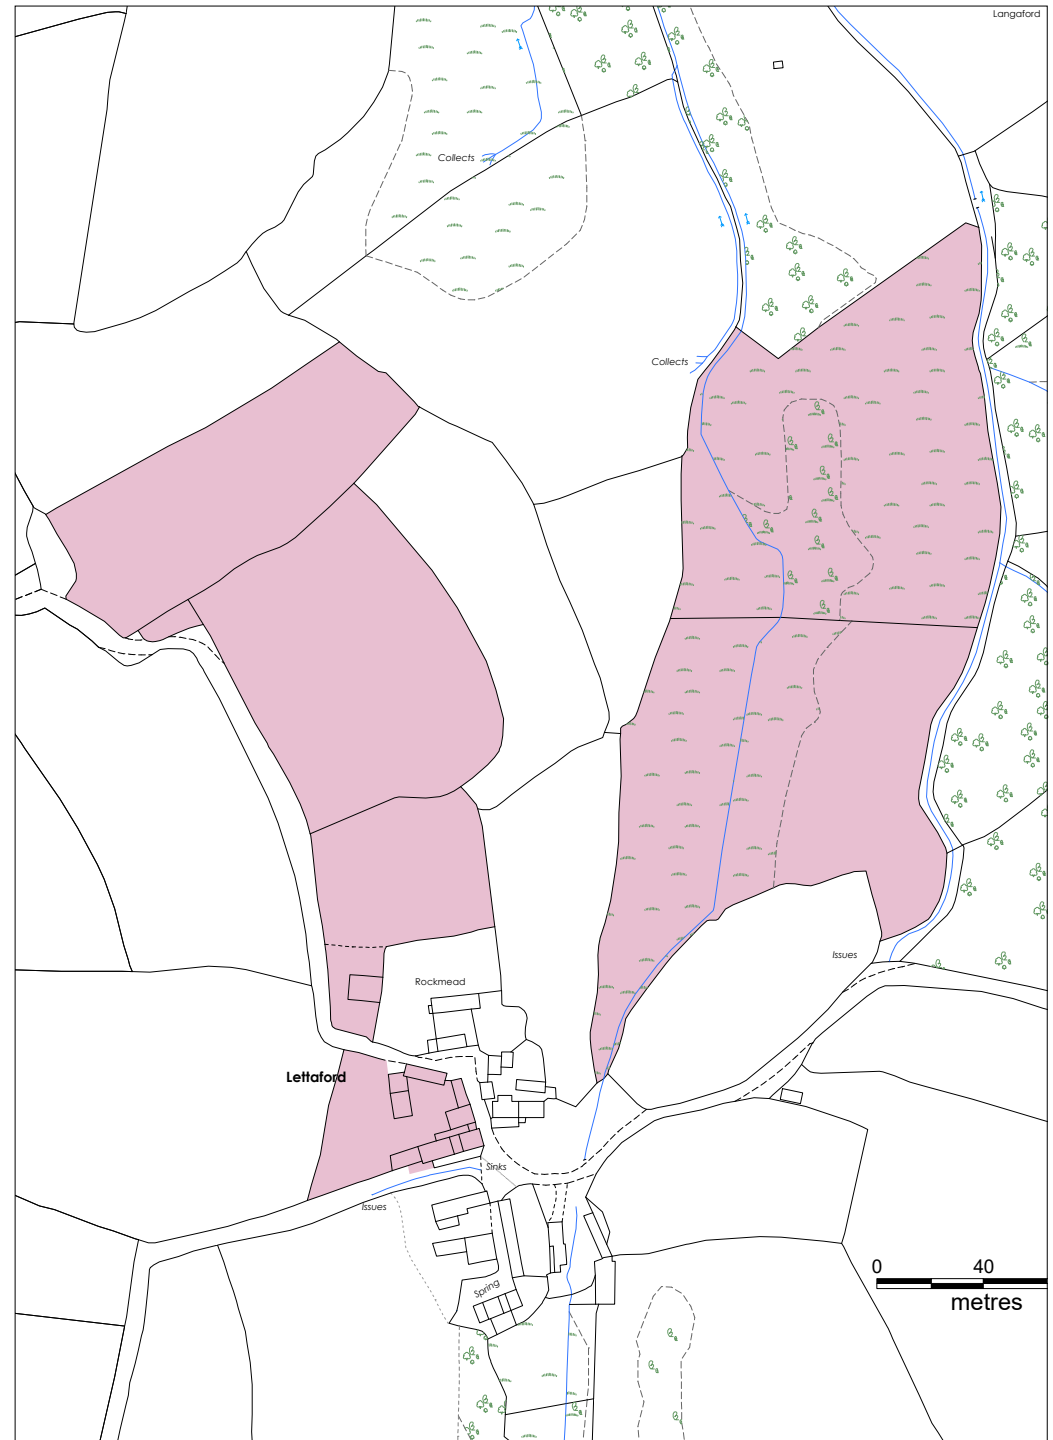 Langaford
Collects
Collects
Issues
Rockmead
Lettaford
Sinks
Issues
Spring
0 40
metres